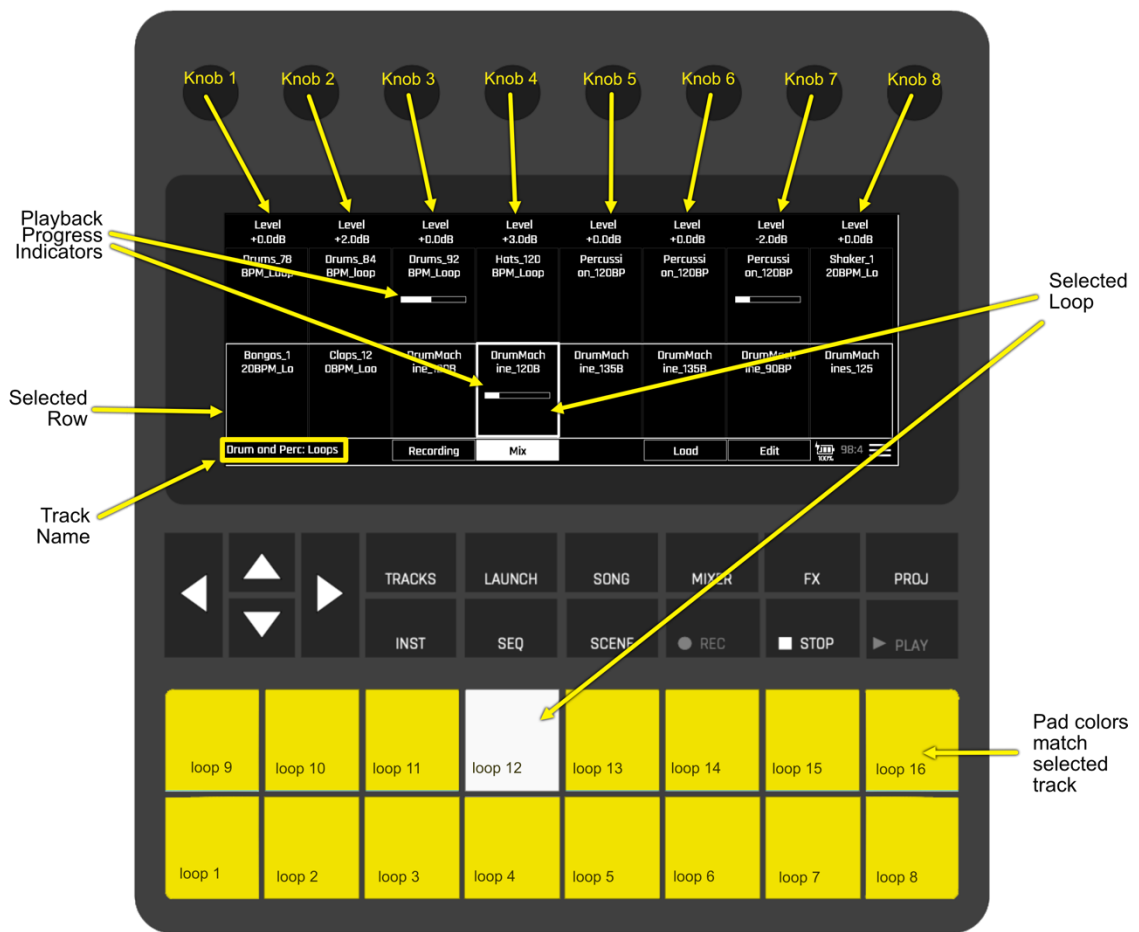 Knob 1 Knob 2 Knob 3 Knob 4 Knob 5 Knob 6 Knob 7 Knob 8
Playback
Progress
Indicators
Level Level Level Level Level Level Level Level
+0.0dB +2.0dB +0.0dB +3.0dB +0.0dB +0.0dB -2.0dB +0.0dB
Drums_78 Drums_84 Drums_92 Hats_120 Percussi Percussi Percussi Shaker_1
BPM_Loop BPM_loop BPM_Loop BPM_Loop on_120BP on_120BP on_120BP 20BPM_Lo
Selected
Loop
Bongos_1 Claps_12 DrumMach DrumMach DrumMach DrumMach DrumMach DrumMach
20BPM_Lo 0BPM_Loo ine_120B ine_120B ine_135B ine_135B ine_90BP ines_125
Selected
Row
Drum and Perc: Loops Recording Mix Load Edit 100% 98:4
Track
Name
TRACKS LAUNCH SONG MIXER FX PROJ
INST SEQ SCENE REC STOP PLAY
Pad colors
match
selected
track
loop 9 loop 10 loop 11 loop 12 loop 13 loop 14 loop 15 loop 16
loop 1 loop 2 loop 3 loop 4 loop 5 loop 6 loop 7 loop 8